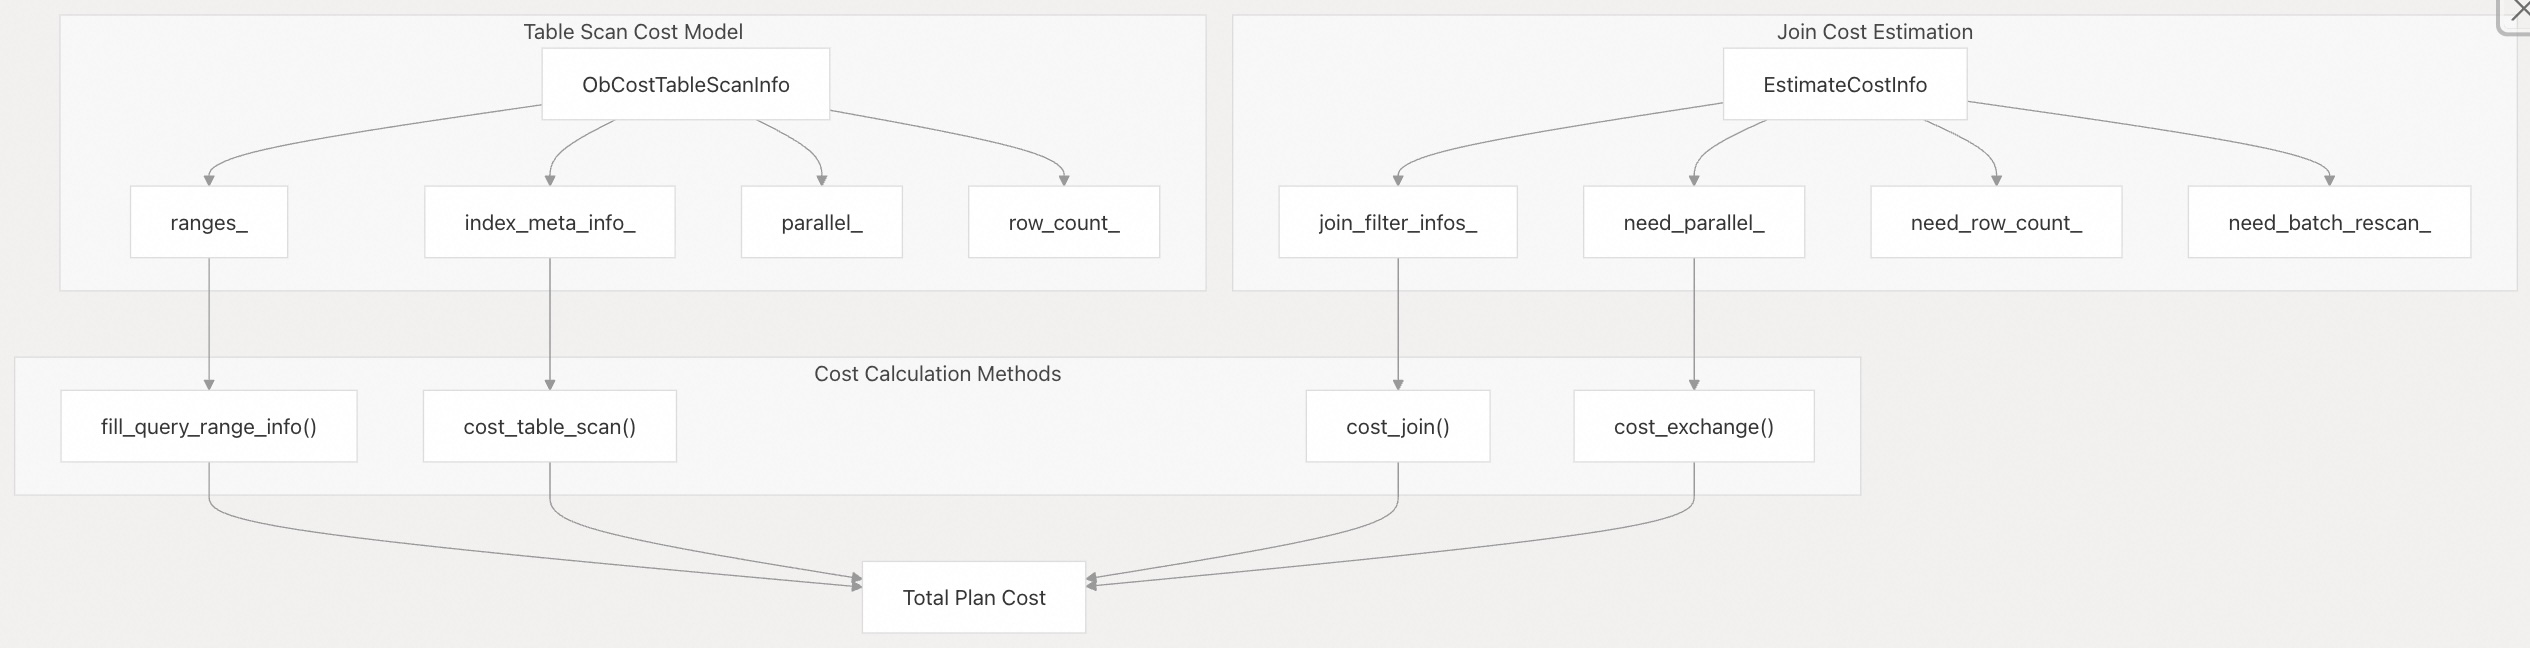 Table Scan Cost Model
Join Cost Estimation
ObCostTableScanInfo
EstimateCostInfo
ranges_
index_meta_info_
parallel_
row_count_
join_filter_infos_
need_parallel_
need_row_count_
need_batch_rescan_
Cost Calculation Methods
fill_query_range_info()
cost_table_scan()
cost_join()
cost_exchange()
Total Plan Cost